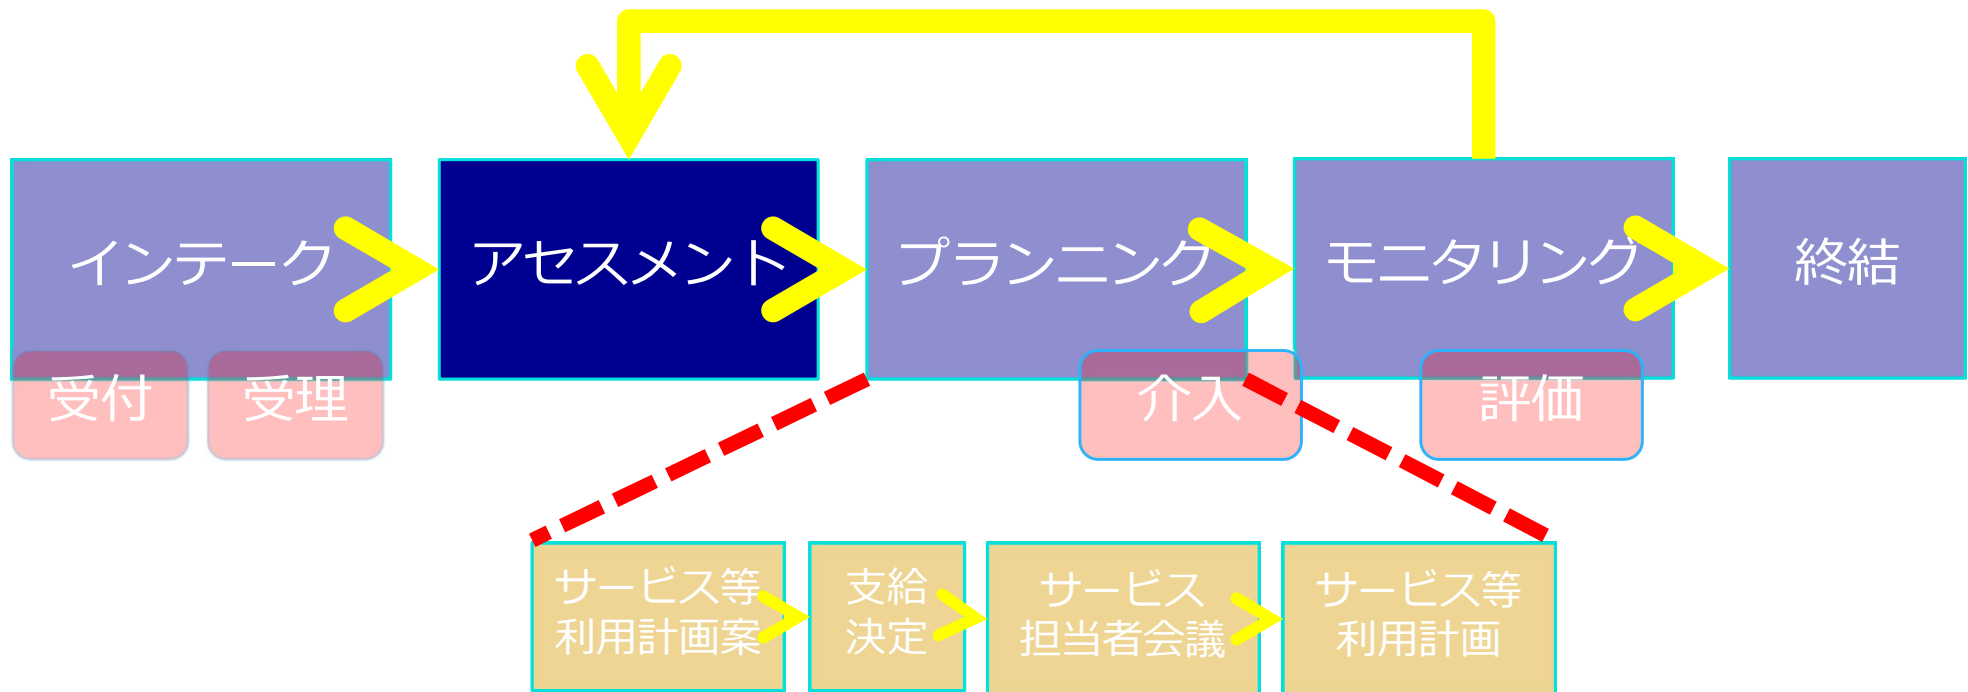 インテーク
アセスメント
プランニング
モニタリング
終結
受付
受理
介入
評価
サービス等
利用計画案
支給
決定
サービス
担当者会議
サービス等
利用計画